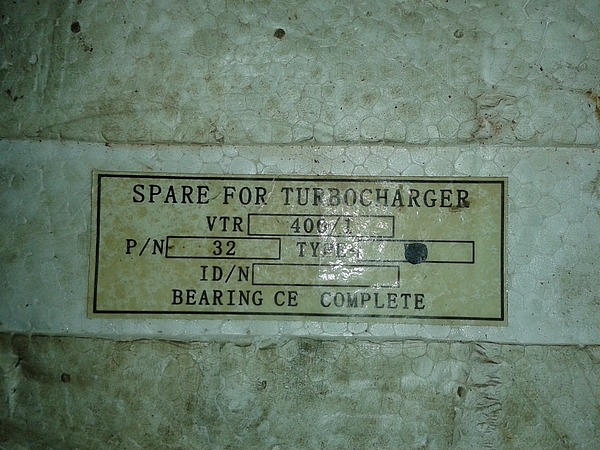 SPARE FOR TURBOCHARGER
VTR 400/1
P/N- 32 TYPE-
ID/N
BEARING CE COMPLETE